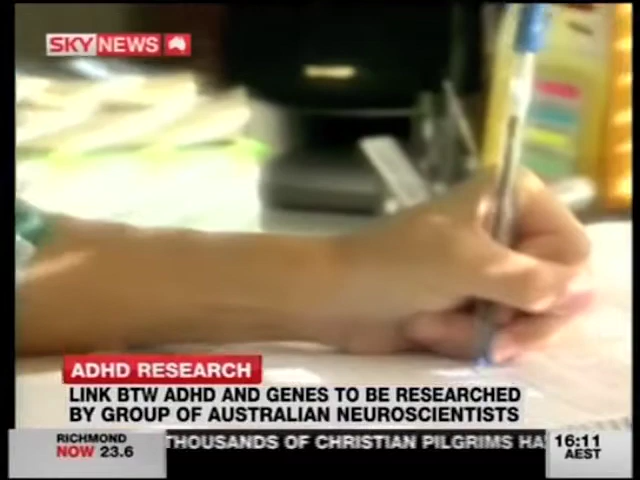 SKY NEWS
ADHD RESEARCH
LINK BTW ADHD AND GENES TO BE RESEARCHED
BY GROUP OF AUSTRALIAN NEUROSCIENTISTS
RICHMOND
NOW 23.6
THOUSANDS OF CHRISTIAN PILGRIMS HA
16:11
AEST